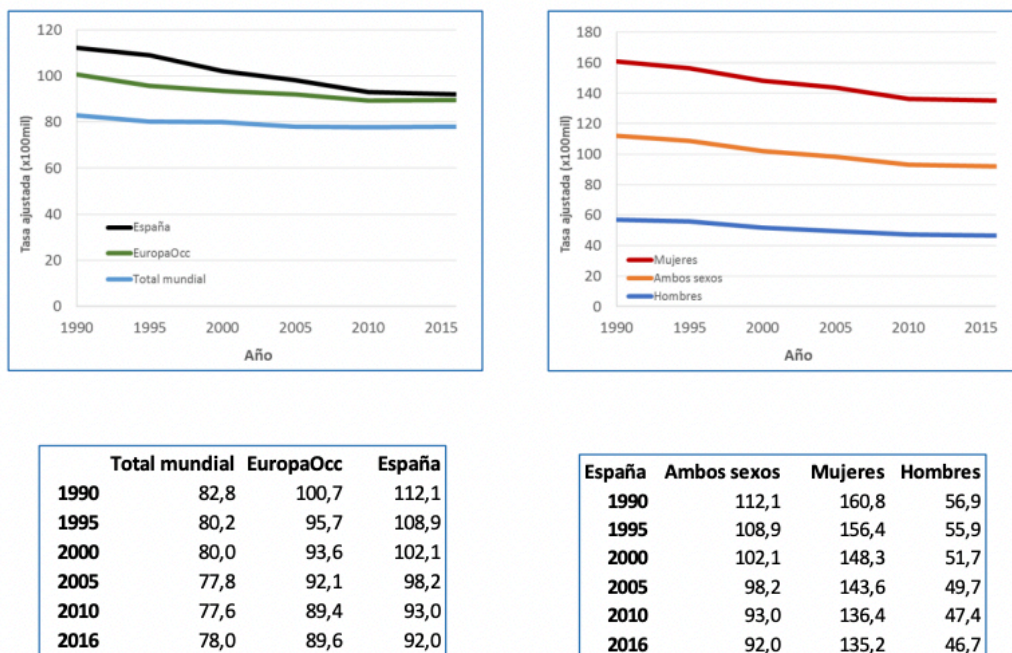 120
100
80
60
40
20
0
Tasa ajustada (x100mil)
España
EuropaOcc
Total mundial
1990 1995 2000 2005 2010 2015
Año
180
160
140
120
100
80
60
40
20
0
Tasa ajustada (x100mil)
Mujeres
Ambos sexos
Hombres
1990 1995 2000 2005 2010 2015
Año
Total mundial EuropaOcc España
1990 82,8 100,7 112,1
1995 80,2 95,7 108,9
2000 80,0 93,6 102,1
2005 77,8 92,1 98,2
2010 77,6 89,4 93,0
2016 78,0 89,6 92,0
España Ambos sexos Mujeres Hombres
1990 112,1 160,8 56,9
1995 108,9 156,4 55,9
2000 102,1 148,3 51,7
2005 98,2 143,6 49,7
2010 93,0 136,4 47,4
2016 92,0 135,2 46,7